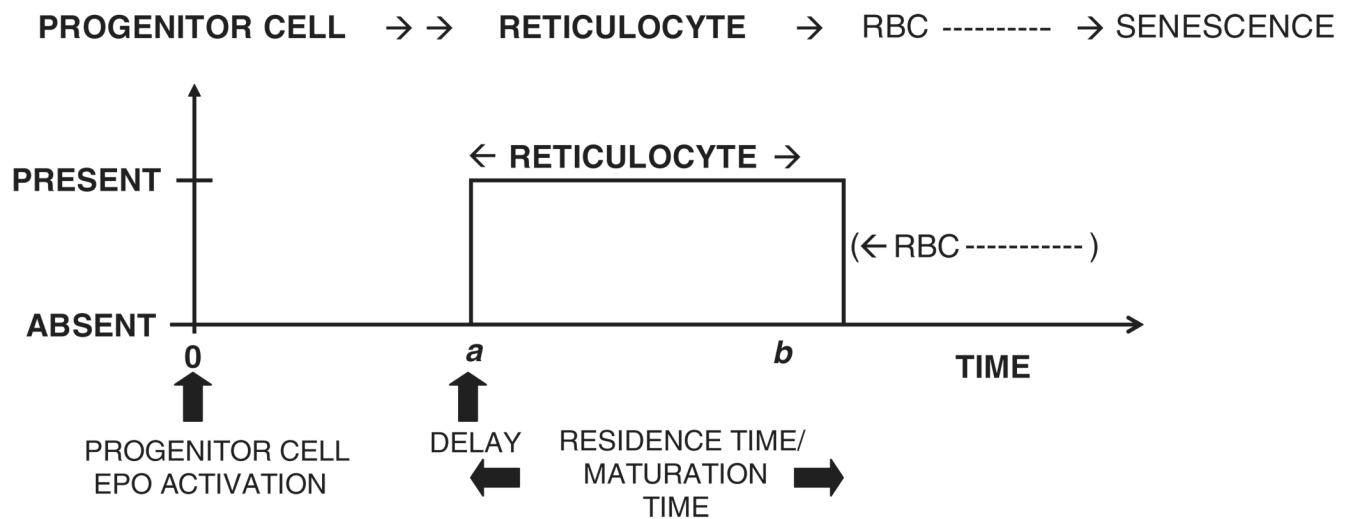 PROGENITOR CELL → → RETICULOCYTE → RBC ---------- → SENESCENCE
← RETICULOCYTE →
PRESENT
(← RBC ----------- )
ABSENT
0 a b
TIME
PROGENITOR CELL
EPO ACTIVATION
DELAY
RESIDENCE TIME/
MATURATION
TIME